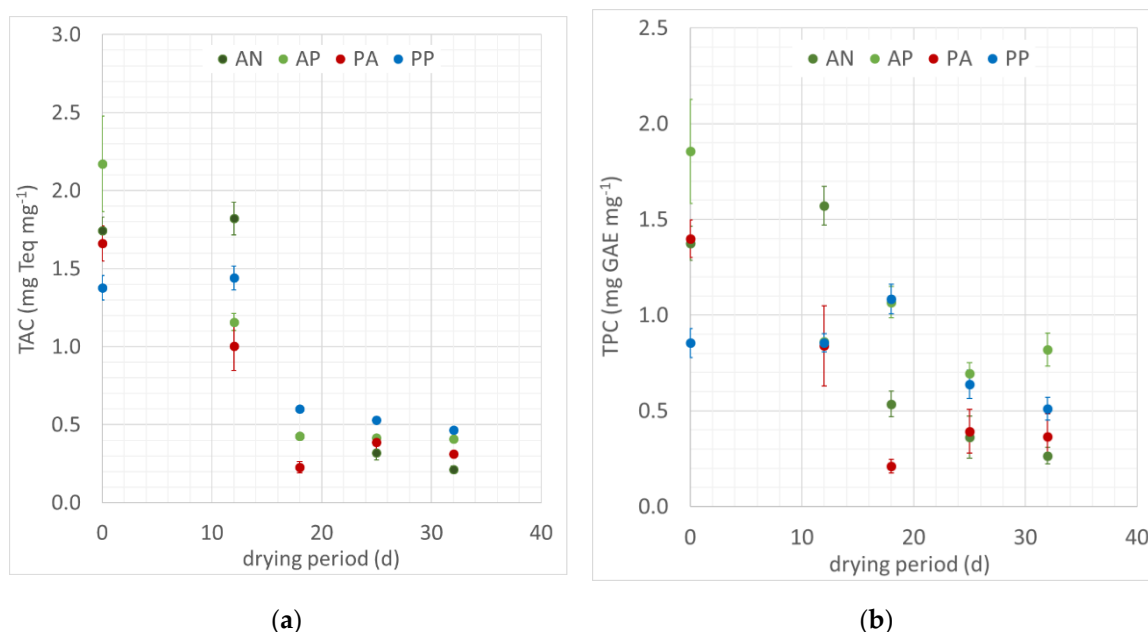 3.0
2.5
2.0
1.5
1.0
0.5
0.0
TAC (mg Teq mg⁻¹)
AN AP PA PP
0 10 20 30 40
drying period (d)
(a)
2.5
2.0
1.5
1.0
0.5
0.0
TPC (mg GAE mg⁻¹)
AN AP PA PP
0 10 20 30 40
drying period (d)
(b)